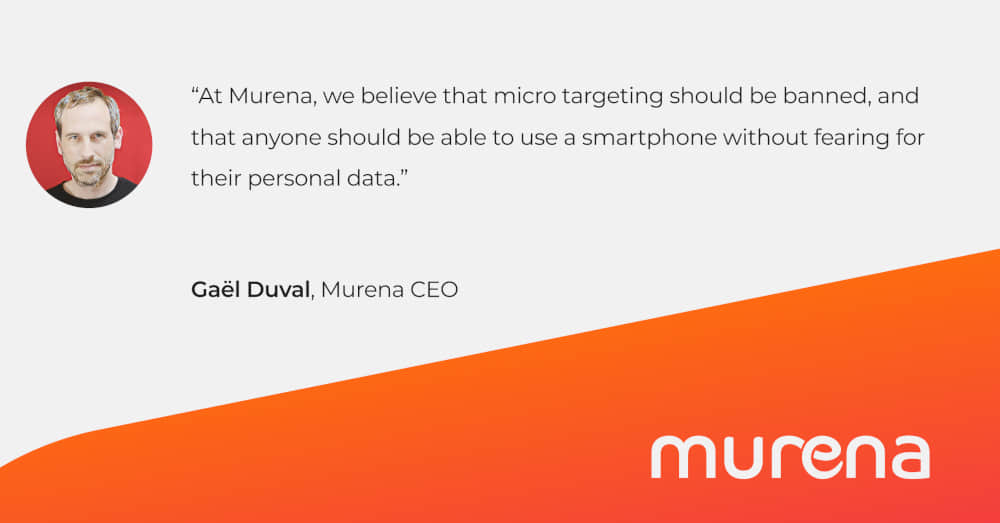 “At Murena, we believe that micro targeting should be banned, and
that anyone should be able to use a smartphone without fearing for
their personal data.”
Gaël Duval, Murena CEO
murena